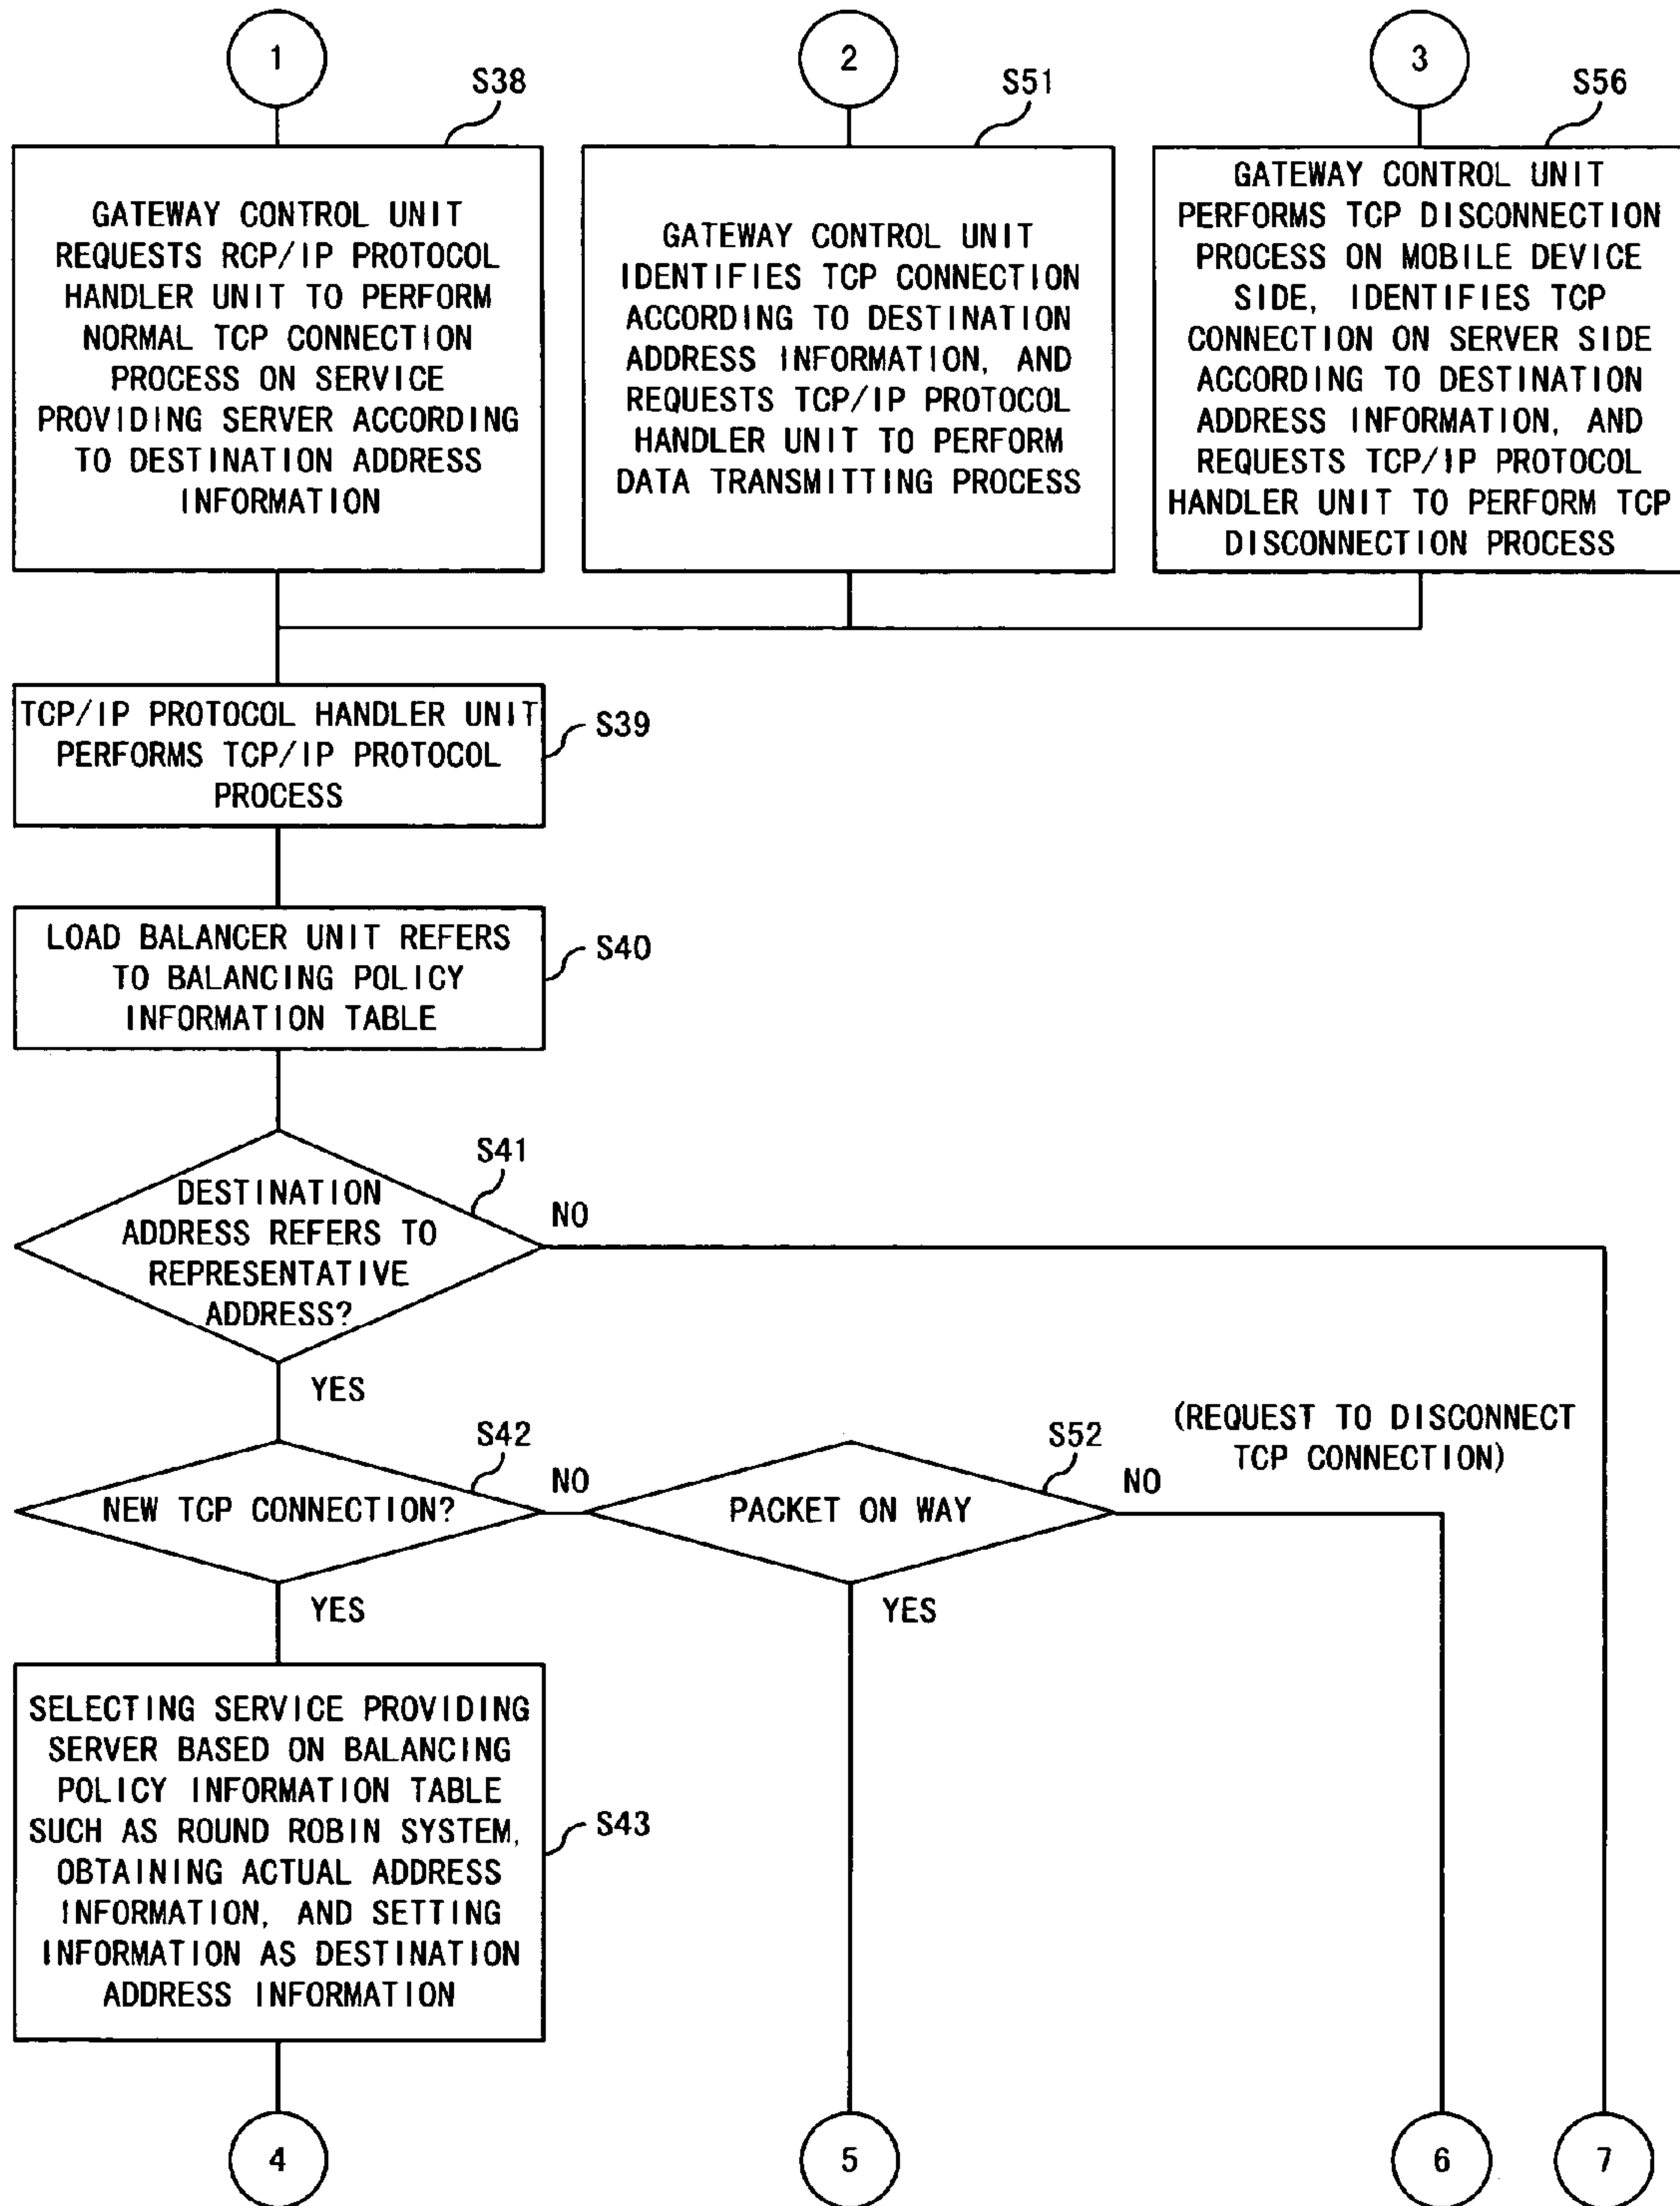 1
S38
GATEWAY CONTROL UNIT
REQUESTS RCP/IP PROTOCOL
HANDLER UNIT TO PERFORM
NORMAL TCP CONNECTION
PROCESS ON SERVICE
PROVIDING SERVER ACCORDING
TO DESTINATION ADDRESS
INFORMATION
2
S51
GATEWAY CONTROL UNIT
IDENTIFIES TCP CONNECTION
ACCORDING TO DESTINATION
ADDRESS INFORMATION, AND
REQUESTS TCP/IP PROTOCOL
HANDLER UNIT TO PERFORM
DATA TRANSMITTING PROCESS
3
S56
GATEWAY CONTROL UNIT
PERFORMS TCP DISCONNECTION
PROCESS ON MOBILE DEVICE
SIDE, IDENTIFIES TCP
CONNECTION ON SERVER SIDE
ACCORDING TO DESTINATION
ADDRESS INFORMATION, AND
REQUESTS TCP/IP PROTOCOL
HANDLER UNIT TO PERFORM TCP
DISCONNECTION PROCESS
TCP/IP PROTOCOL HANDLER UNIT
PERFORMS TCP/IP PROTOCOL
PROCESS
S39
LOAD BALANCER UNIT REFERS
TO BALANCING POLICY
INFORMATION TABLE
S40
S41
DESTINATION
ADDRESS REFERS TO
REPRESENTATIVE
ADDRESS?
NO
YES
S42
NEW TCP CONNECTION?
NO
YES
S52
PACKET ON WAY
NO
(REQUEST TO DISCONNECT
TCP CONNECTION)
YES
SELECTING SERVICE PROVIDING
SERVER BASED ON BALANCING
POLICY INFORMATION TABLE
SUCH AS ROUND ROBIN SYSTEM,
OBTAINING ACTUAL ADDRESS
INFORMATION, AND SETTING
INFORMATION AS DESTINATION
ADDRESS INFORMATION
S43
4
5
6
7